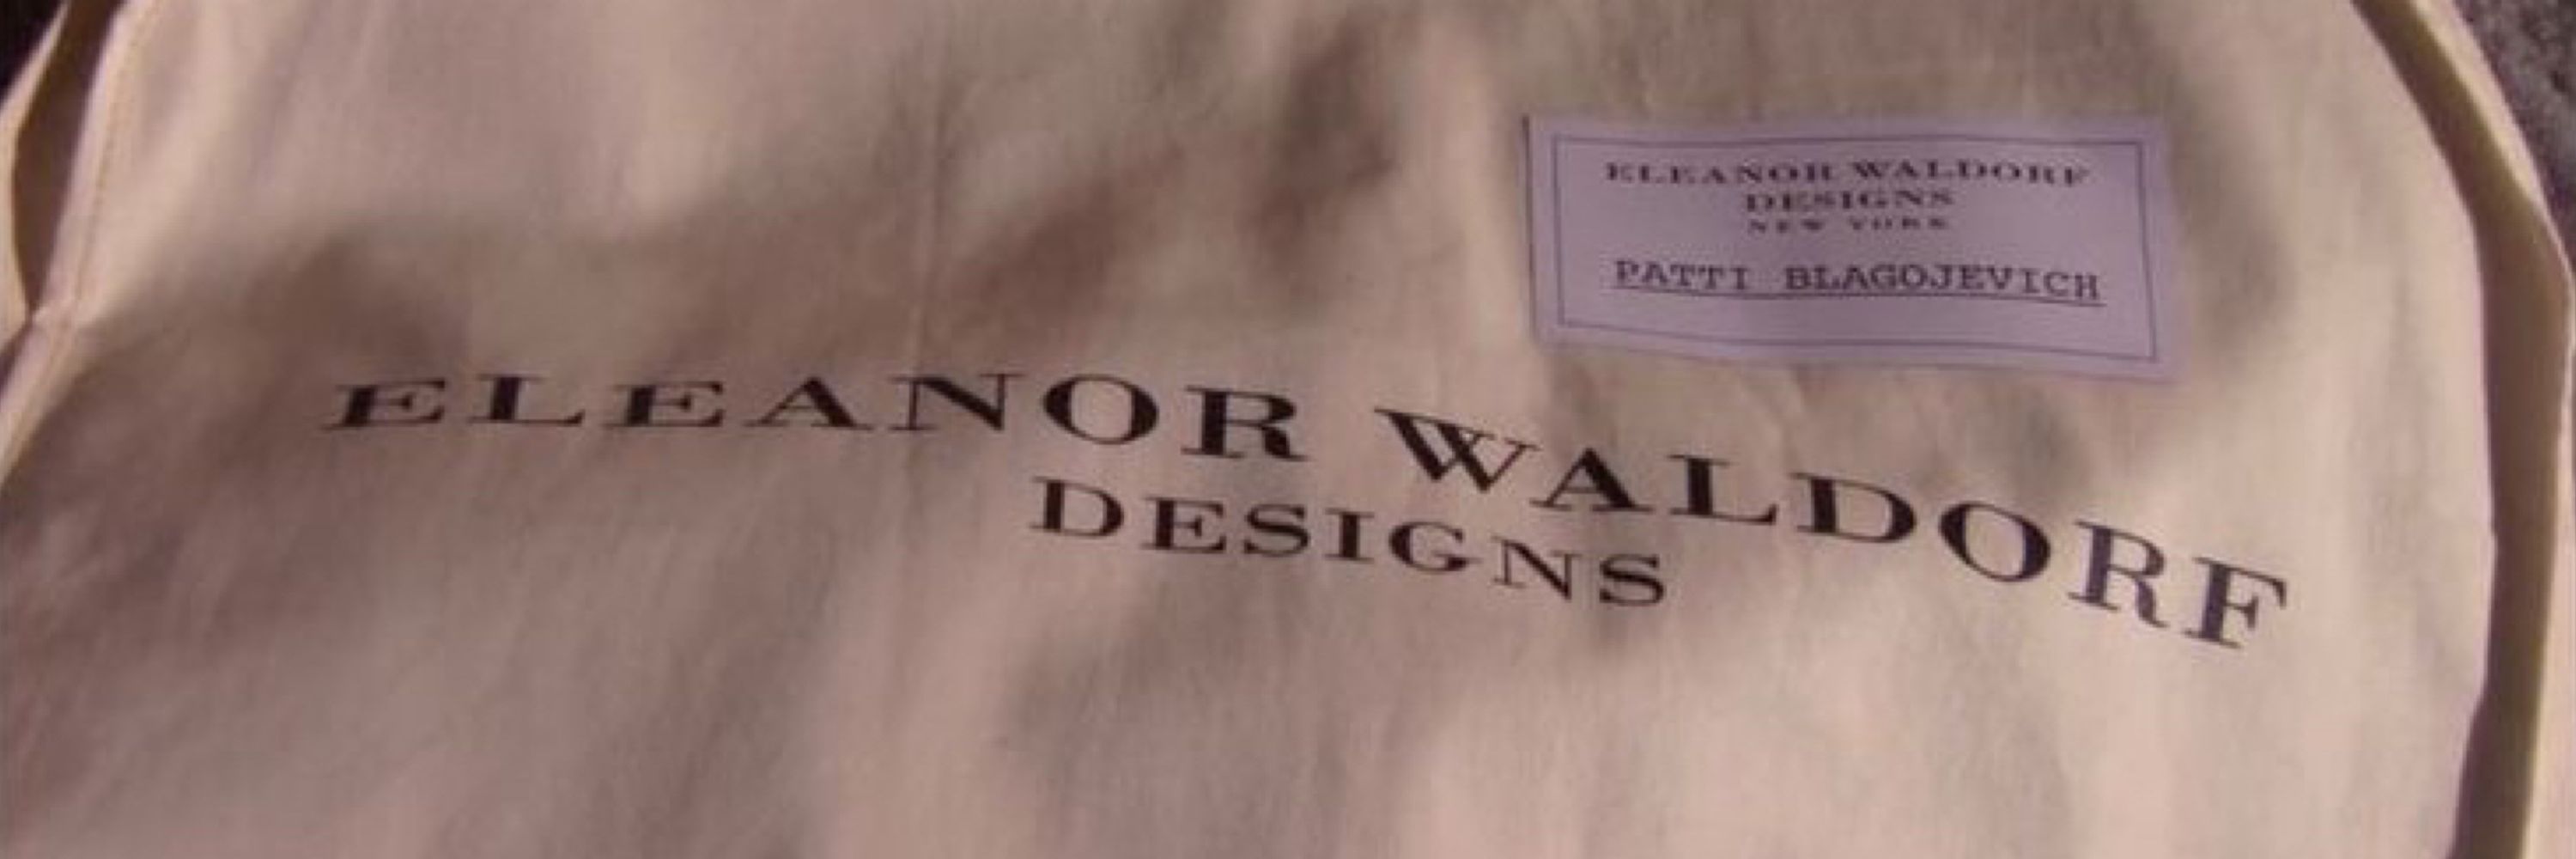 ELEANOR WALDORF
DESIGNS
NEW YORK
PATTI BLAGOJEVICH
ELEANOR WALDORF
DESIGNS